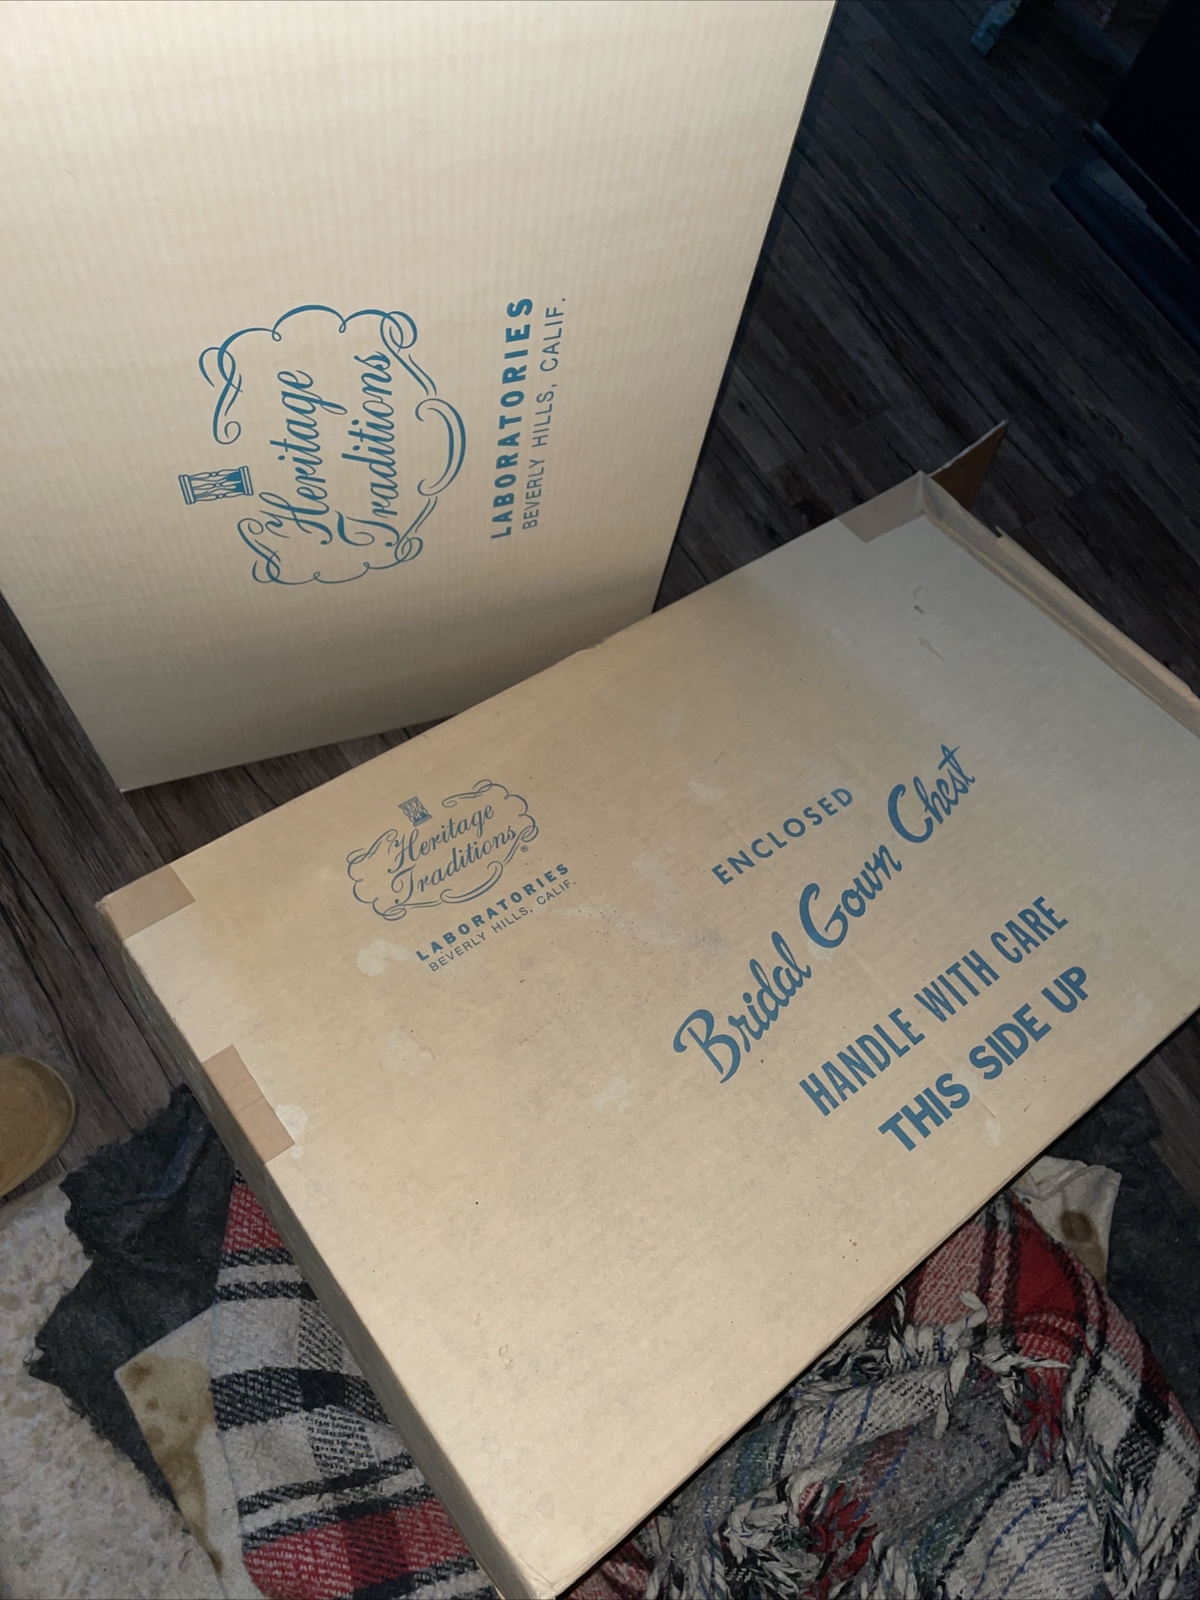 Heritage
Traditions
LABORATORIES
BEVERLY HILLS, CALIF.
Heritage
Traditions®
LABORATORIES
BEVERLY HILLS, CALIF.
ENCLOSED
Bridal Gown Chest
HANDLE WITH CARE
THIS SIDE UP